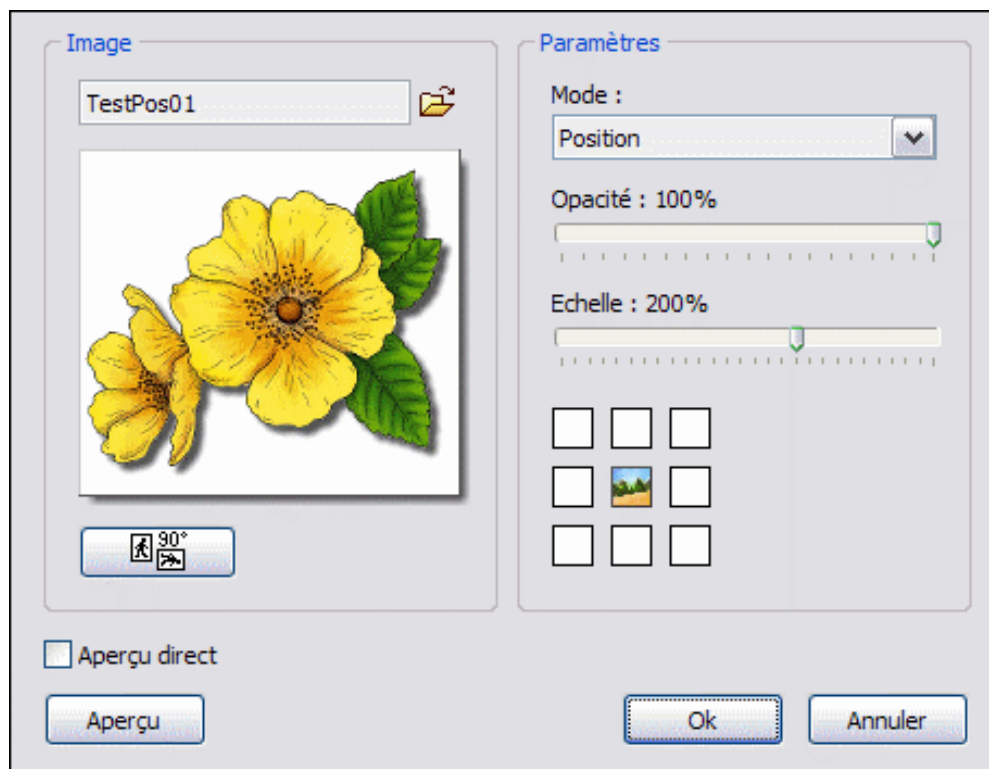 Image
TestPos01
90°
Paramètres
Mode :
Position
Opacité : 100%
Echelle : 200%
Aperçu direct
Aperçu
Ok
Annuler